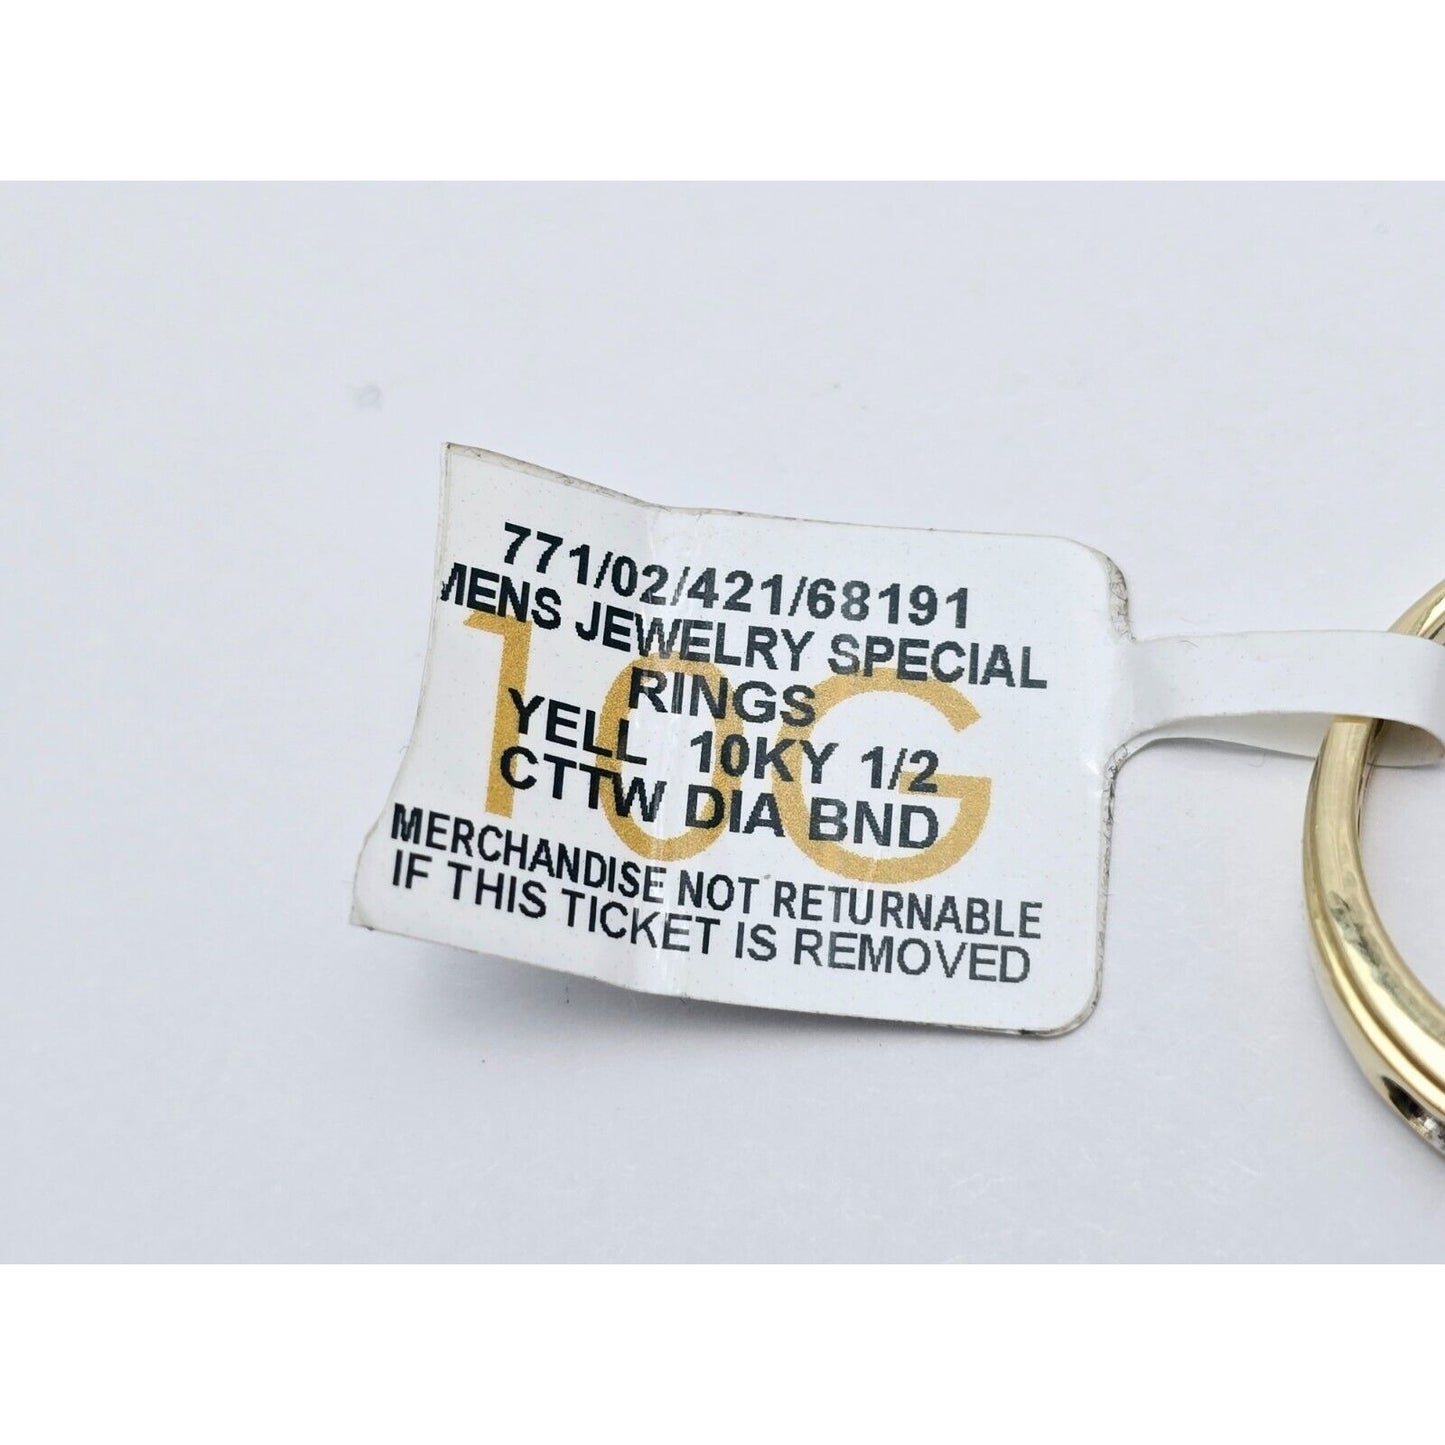 771/02/421/68191
MENS JEWELRY SPECIAL
RINGS
YELL 10KY 1/2
CTTW DIA BND
MERCHANDISE NOT RETURNABLE
IF THIS TICKET IS REMOVED
10G